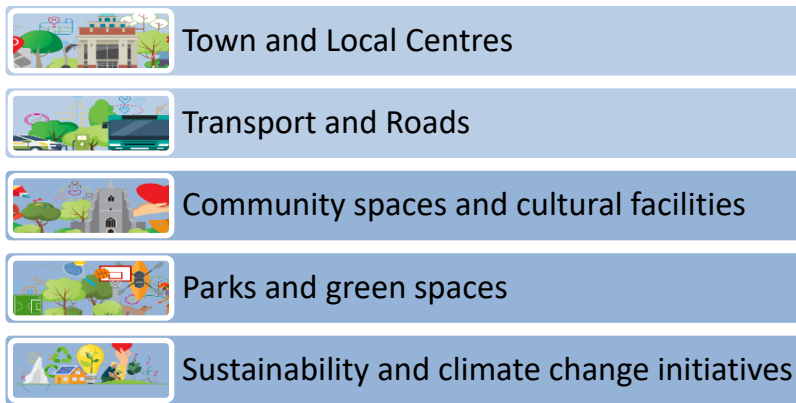 Town and Local Centres
Transport and Roads
Community spaces and cultural facilities
Parks and green spaces
Sustainability and climate change initiatives